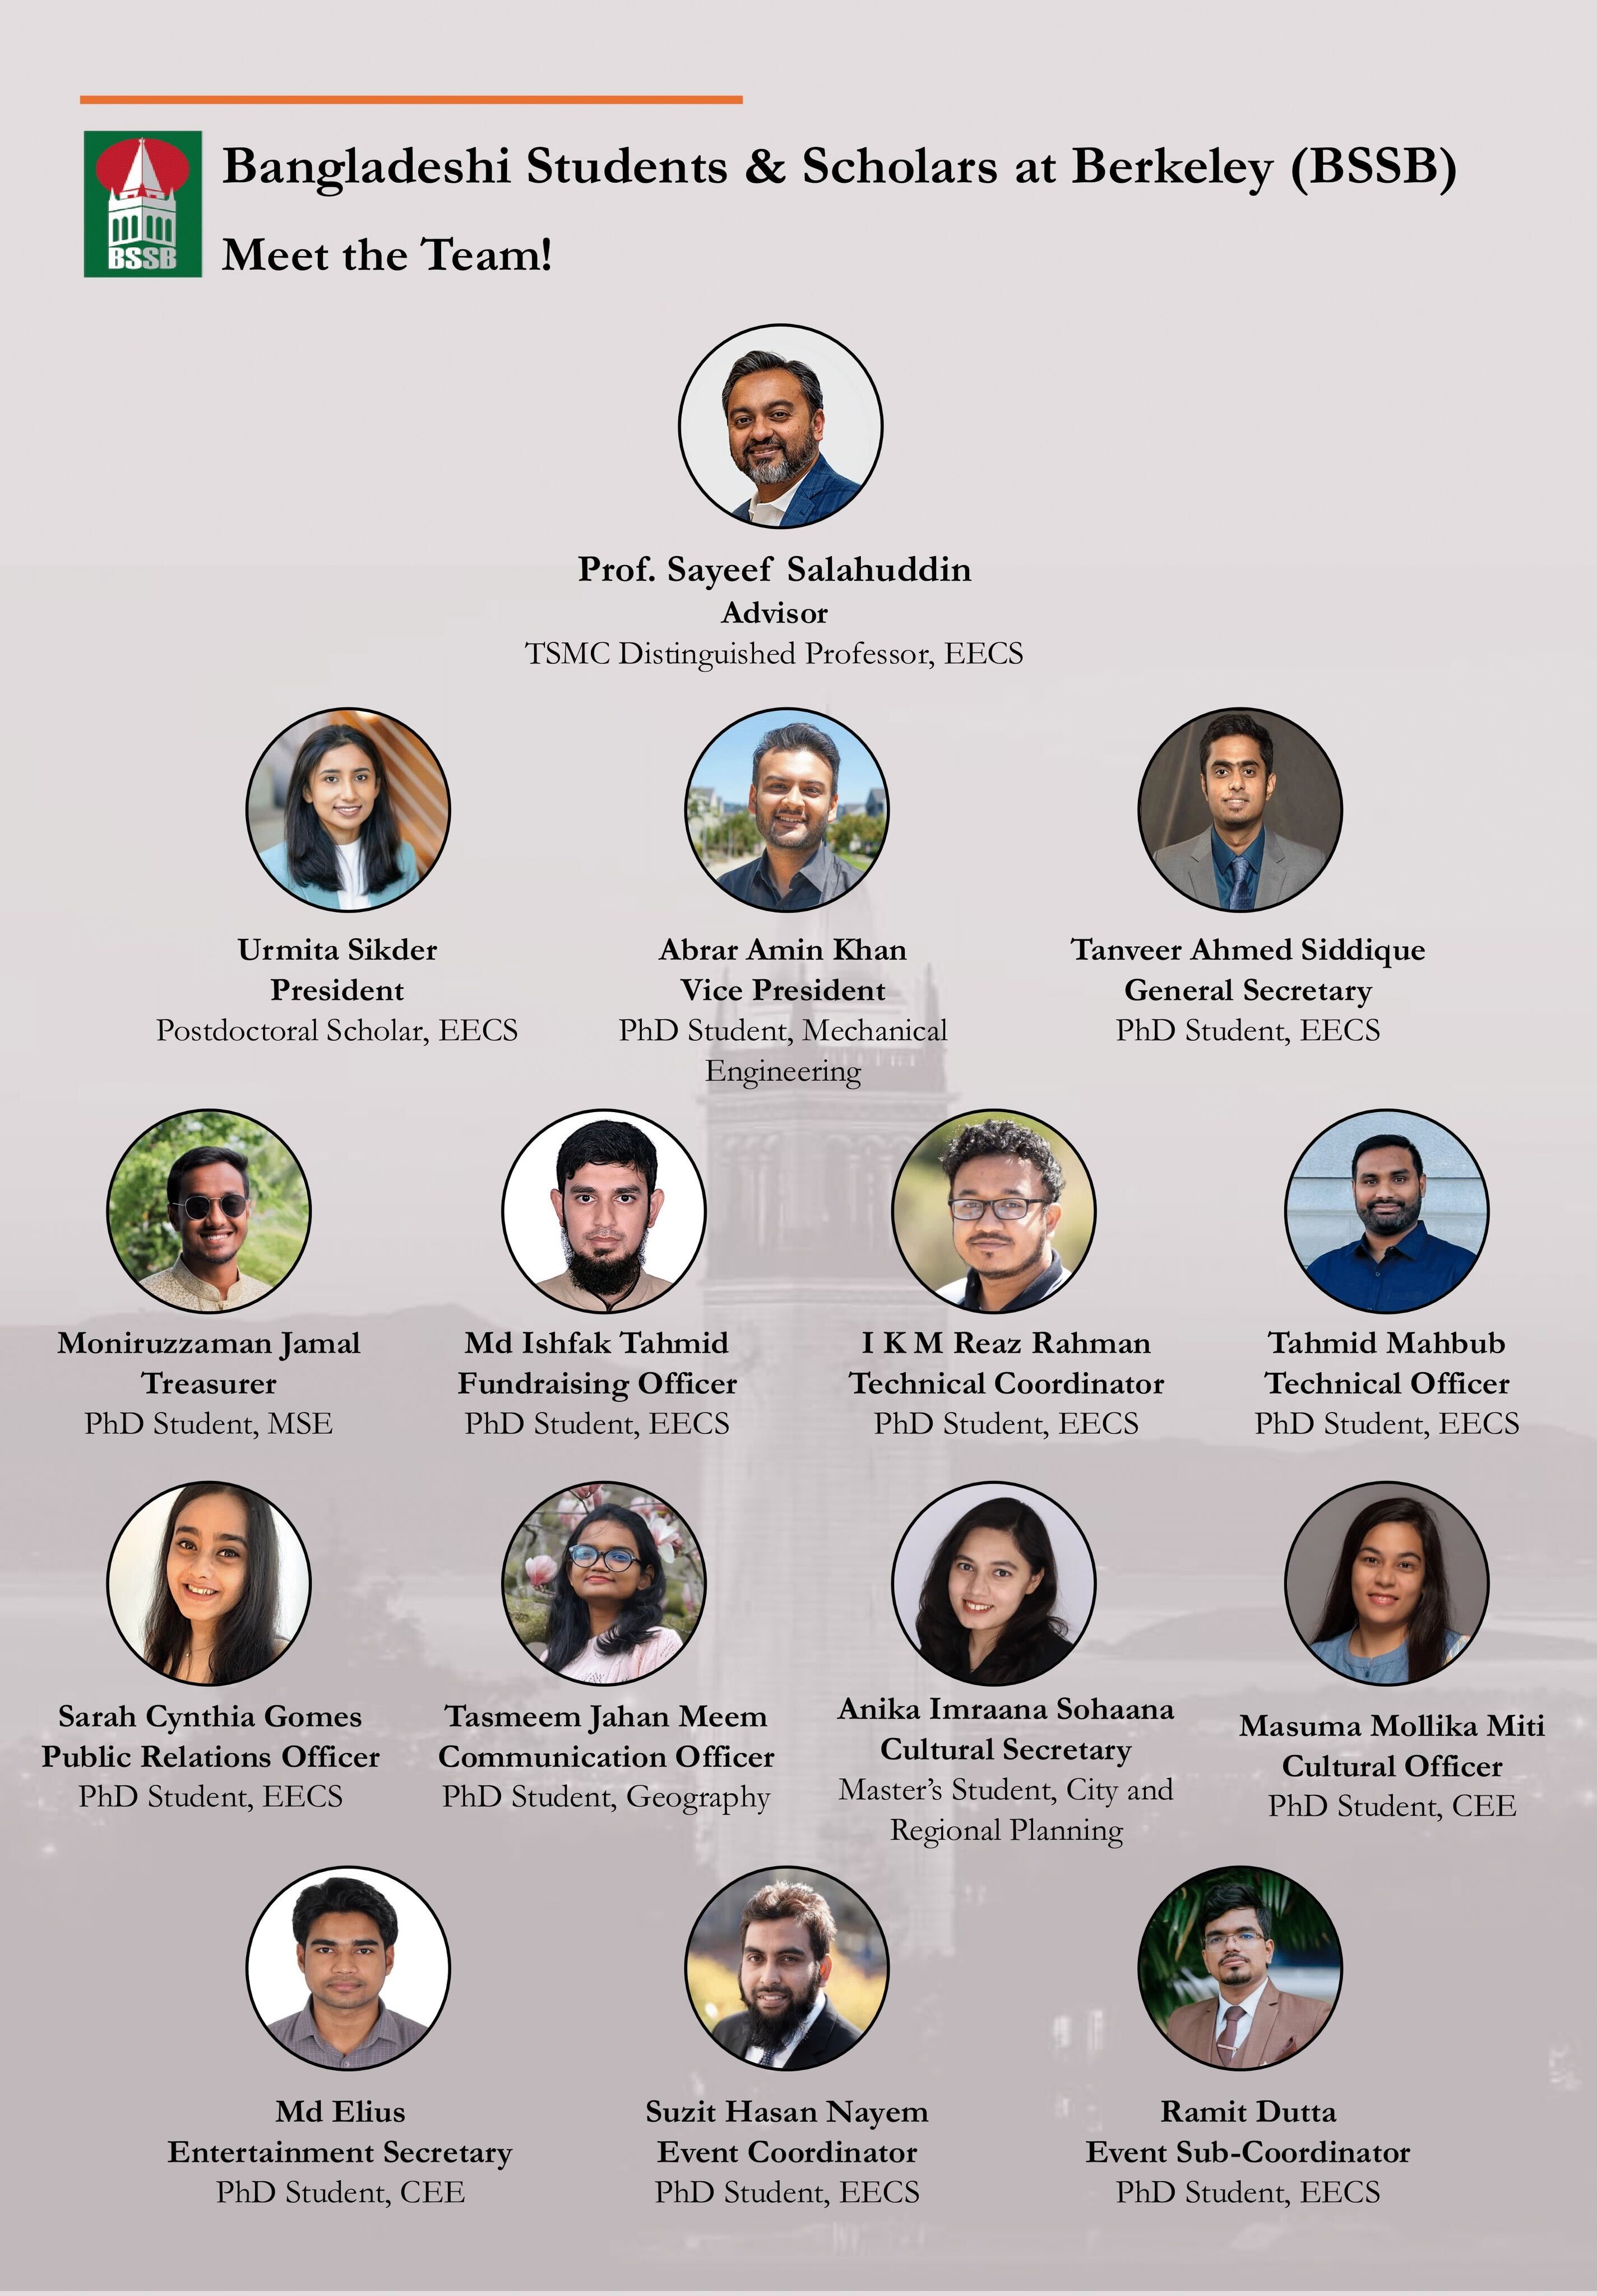 BSSB
Bangladeshi Students & Scholars at Berkeley (BSSB)
Meet the Team!
Prof. Sayeef Salahuddin
Advisor
TSMC Distinguished Professor, EECS
Urmita Sikder
President
Postdoctoral Scholar, EECS
Abrar Amin Khan
Vice President
PhD Student, Mechanical
Engineering
Tanveer Ahmed Siddique
General Secretary
PhD Student, EECS
Moniruzzaman Jamal
Treasurer
PhD Student, MSE
Md Ishfak Tahmid
Fundraising Officer
PhD Student, EECS
I K M Reaz Rahman
Technical Coordinator
PhD Student, EECS
Tahmid Mahbub
Technical Officer
PhD Student, EECS
Sarah Cynthia Gomes
Public Relations Officer
PhD Student, EECS
Tasmeem Jahan Meem
Communication Officer
PhD Student, Geography
Anika Imraana Sohaana
Cultural Secretary
Master’s Student, City and
Regional Planning
Masuma Mollika Miti
Cultural Officer
PhD Student, CEE
Md Elius
Entertainment Secretary
PhD Student, CEE
Suzit Hasan Nayem
Event Coordinator
PhD Student, EECS
Ramit Dutta
Event Sub-Coordinator
PhD Student, EECS